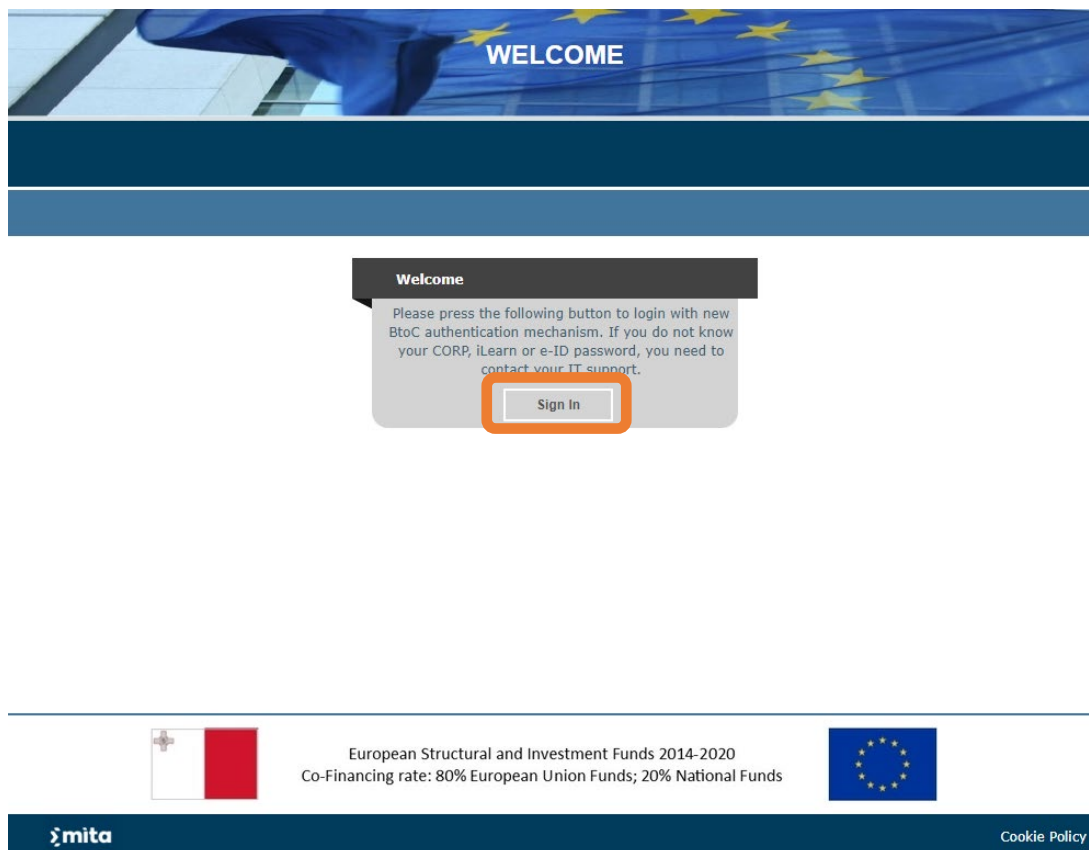 WELCOME
Welcome
Please press the following button to login with new
BtoC authentication mechanism. If you do not know
your CORP, iLearn or e-ID password, you need to
contact your IT support.
Sign In
European Structural and Investment Funds 2014-2020
Co-Financing rate: 80% European Union Funds; 20% National Funds
mita
Cookie Policy